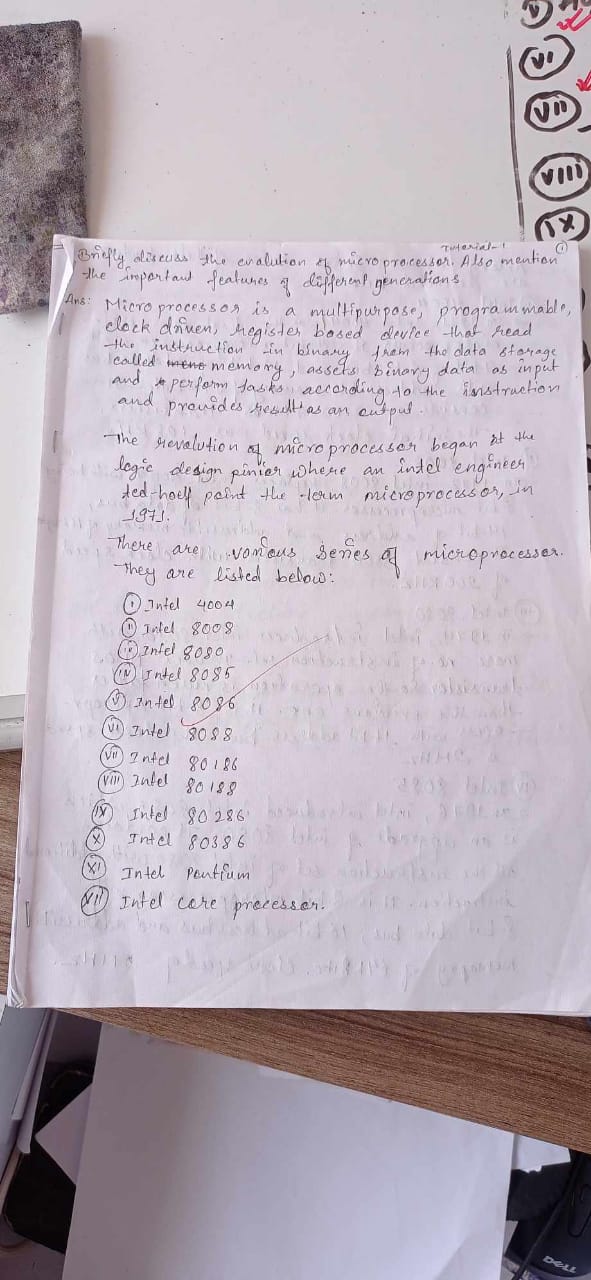 V
VI
VII
VIII
IX
Tutorial-1
1
Briefly discuss the evalution of microprocessor. Also mention
the important features of different generations
Ans: Microprocessor is a multipurpose, programmable,
clock driven, register based device that read
the instruction in binary from the data storage
called memory, assets binary data as input
and perform tasks according to the instruction
and provides result as an output.
The revolution of microprocessor began at the
logic design pinier where an intel engineer
ted-hoff paint the term microprocessor, in
1971.
There are various series of microprocessor.
They are listed below:
i Intel 4004
ii Intel 8008
iii Intel 8080
iv Intel 8085
v Intel 8086
vi Intel 8088
vii Intel 80186
viii Intel 80188
ix Intel 80286
x Intel 80386
xi Intel Pentium
xii Intel core processor.
DELL